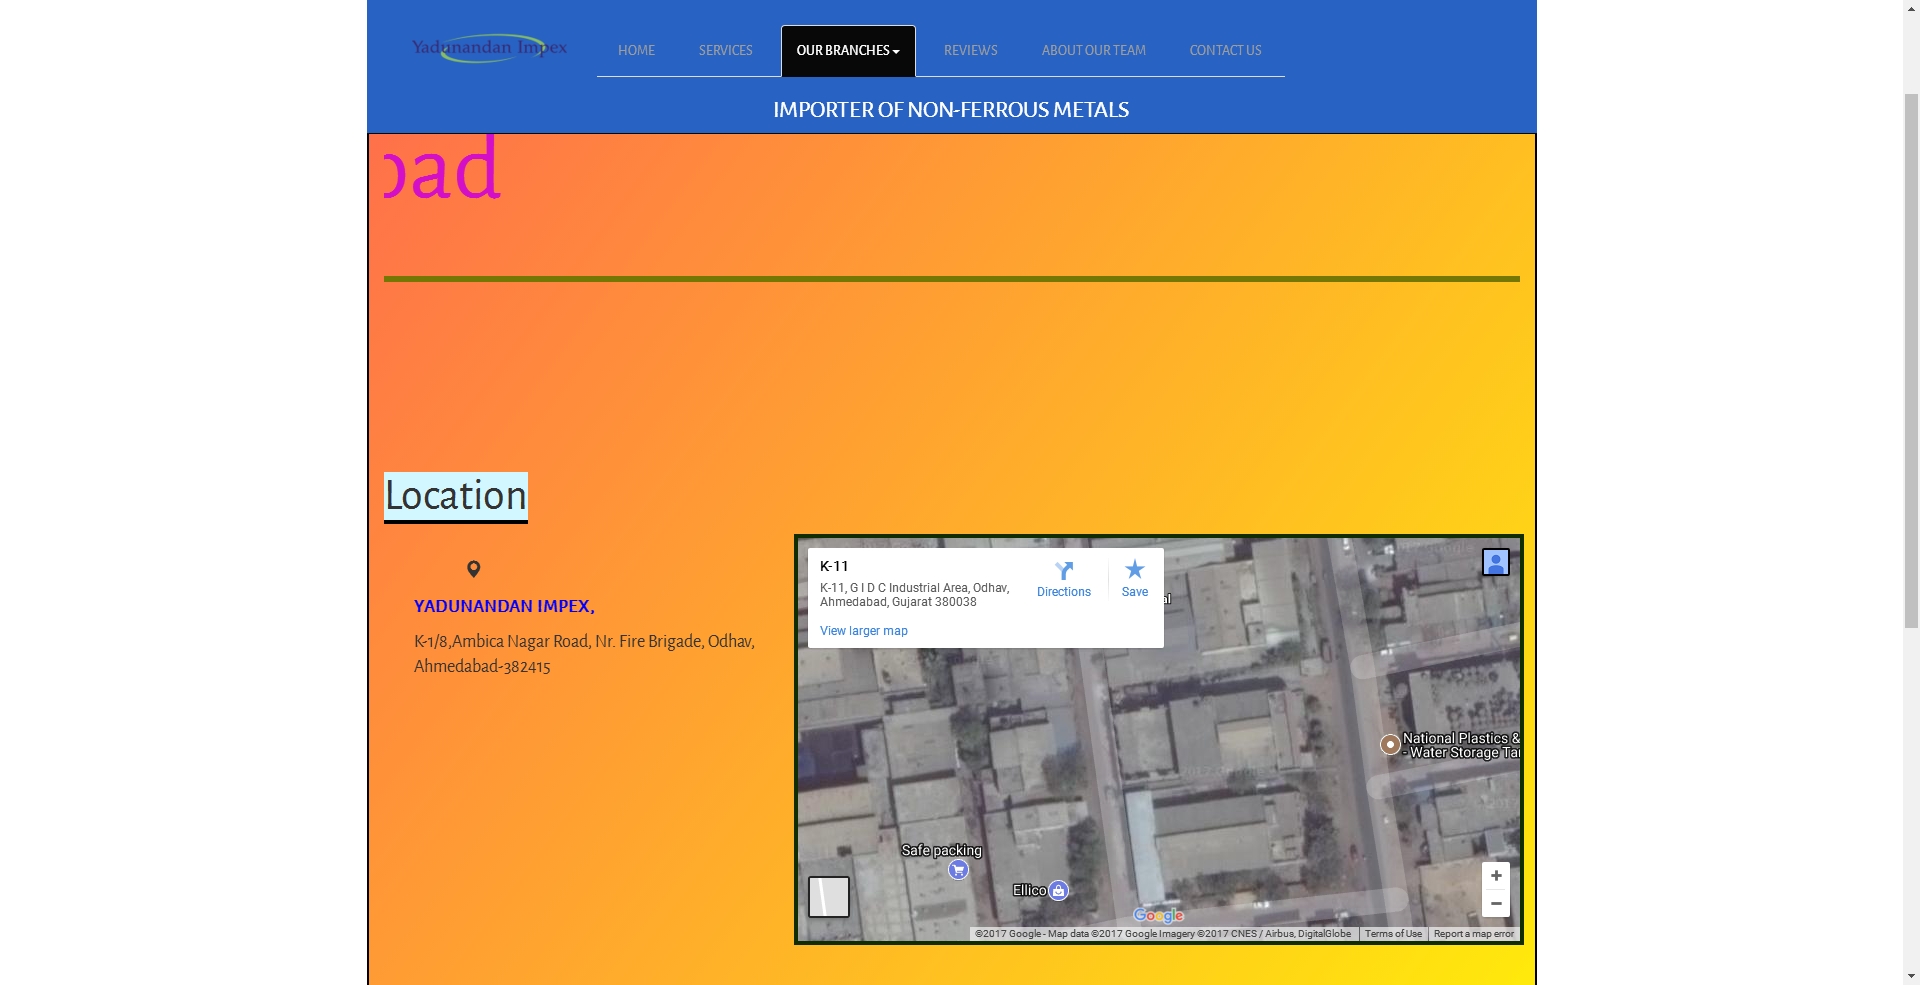 Yadunandan Impex
HOME
SERVICES
OUR BRANCHES
REVIEWS
ABOUT OUR TEAM
CONTACT US
IMPORTER OF NON-FERROUS METALS
bad
Location
YADUNANDAN IMPEX,
K-1/8,Ambica Nagar Road, Nr. Fire Brigade, Odhav,
Ahmedabad-382415
K-11
K-11, G I D C Industrial Area, Odhav,
Ahmedabad, Gujarat 380038
Directions
Save
View larger map
al
National Plastics &
- Water Storage Tan
Safe packing
Ellico
Google
©2017 Google - Map data ©2017 Google Imagery ©2017 CNES / Airbus, DigitalGlobe
Terms of Use
Report a map error